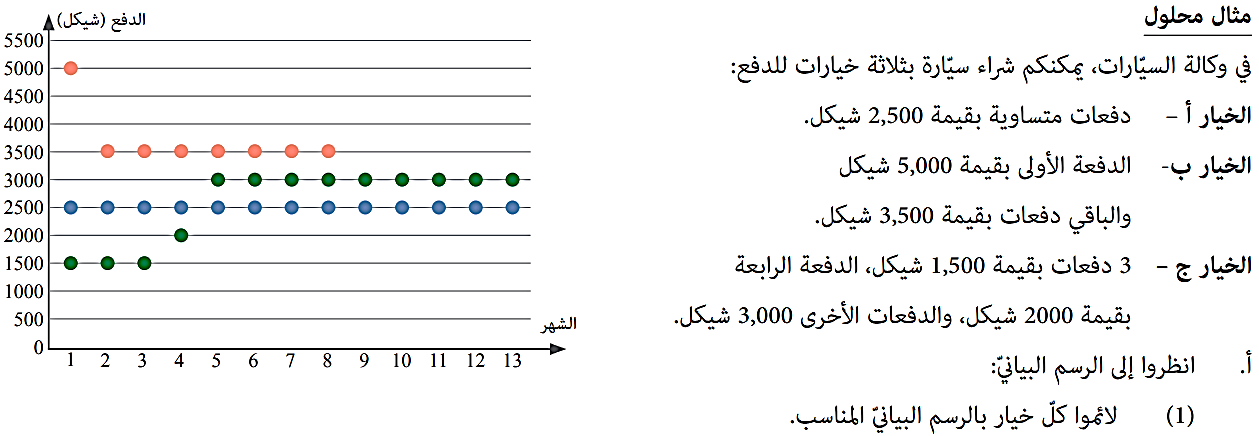 مثال محلول
في وكالة السيّارات، يمكنكم شراء سيّارة بثلاثة خيارات للدفع:
الخيار أ – دفعات متساوية بقيمة 2,500 شيكل.
الخيار ب- الدفعة الأولى بقيمة 5,000 شيكل
والباقي دفعات بقيمة 3,500 شيكل.
الخيار ج – 3 دفعات بقيمة 1,500 شيكل، الدفعة الرابعة
بقيمة 2000 شيكل، والدفعات الأخرى 3,000 شيكل.
أ. انظروا إلى الرسم البيانيّ:
(1) لائموا كلّ خيار بالرسم البيانيّ المناسب.
الدفع (شيكل)
5500
5000
4500
4000
3500
3000
2500
2000
1500
1000
500
0
الشهر
1 2 3 4 5 6 7 8 9 10 11 12 13